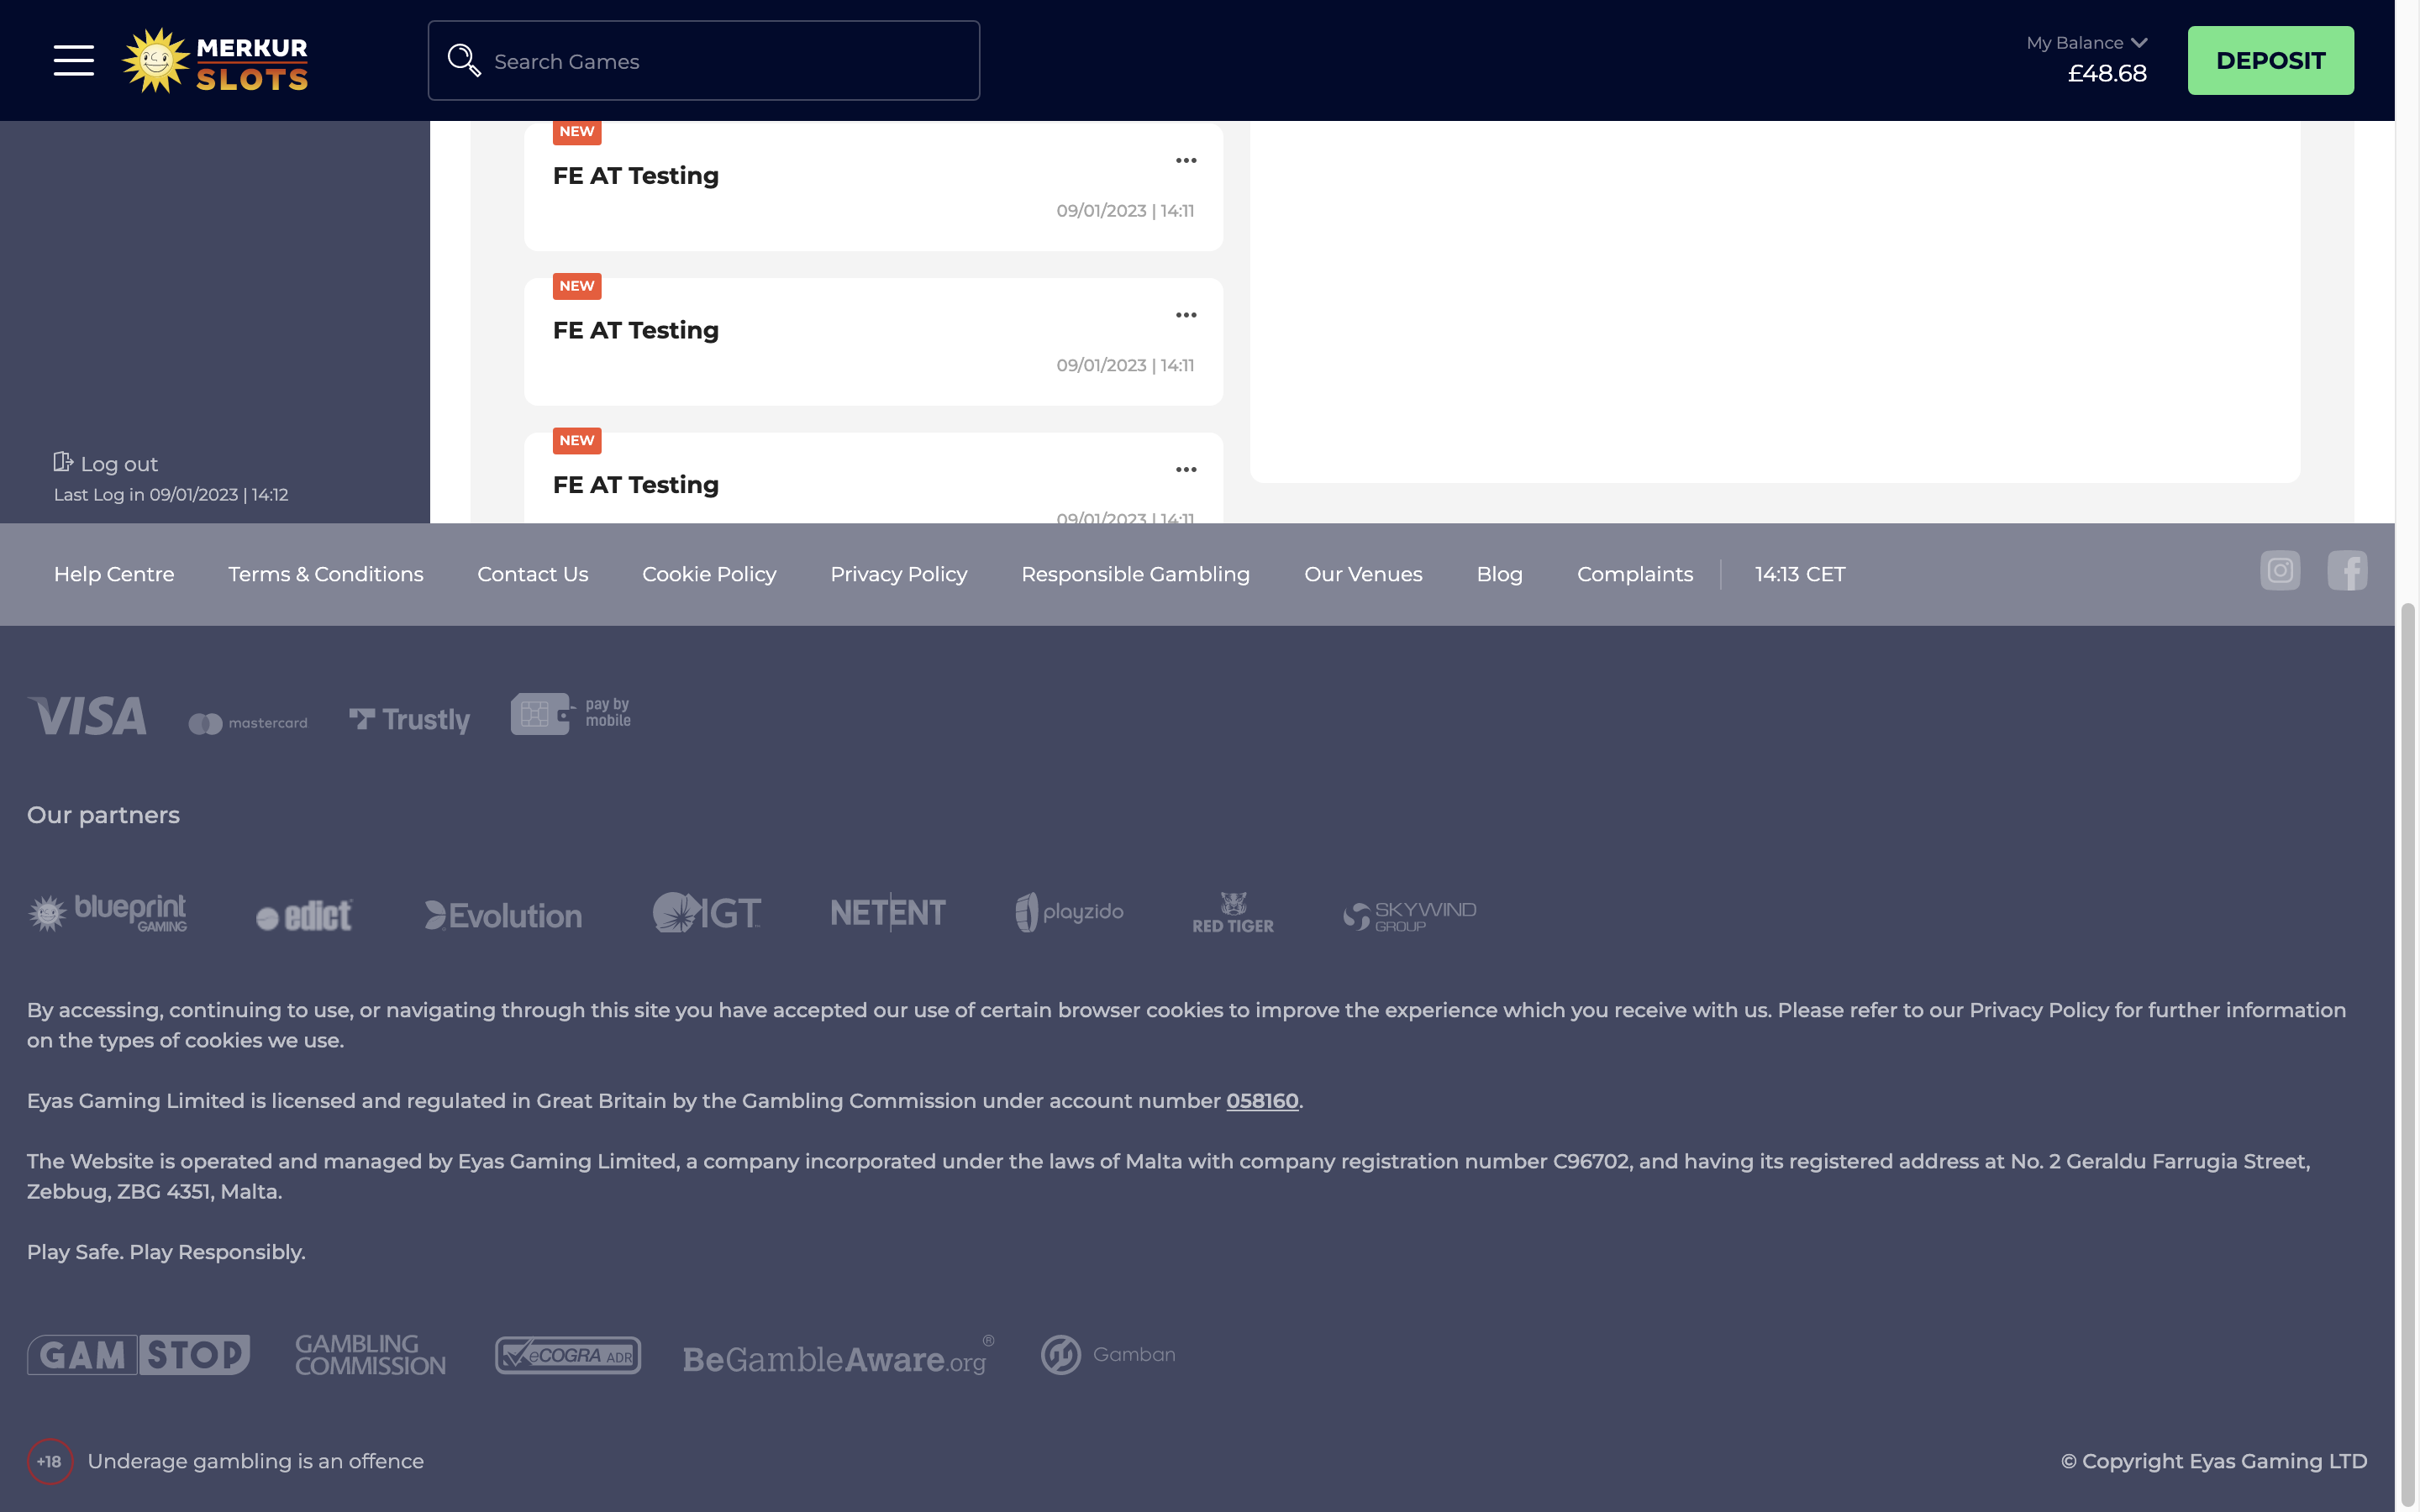 MERKUR
SLOTS
Search Games
My Balance
£48.68
DEPOSIT
NEW
FE AT Testing
09/01/2023 | 14:11
NEW
FE AT Testing
09/01/2023 | 14:11
NEW
FE AT Testing
09/01/2023 | 14:11
Log out
Last Log in 09/01/2023 | 14:12
Help Centre Terms & Conditions Contact Us Cookie Policy Privacy Policy Responsible Gambling Our Venues Blog Complaints 14:13 CET
VISA mastercard Trustly pay by mobile
Our partners
blueprint GAMING edict Evolution IGT NETENT playzido RED TIGER SKYWIND GROUP
By accessing, continuing to use, or navigating through this site you have accepted our use of certain browser cookies to improve the experience which you receive with us. Please refer to our Privacy Policy for further information
on the types of cookies we use.
Eyas Gaming Limited is licensed and regulated in Great Britain by the Gambling Commission under account number 058160.
The Website is operated and managed by Eyas Gaming Limited, a company incorporated under the laws of Malta with company registration number C96702, and having its registered address at No. 2 Geraldu Farrugia Street,
Zebbug, ZBG 4351, Malta.
Play Safe. Play Responsibly.
GAMSTOP GAMBLING COMMISSION eCOGRA ADR BeGambleAware.org® Gamban
+18 Underage gambling is an offence
© Copyright Eyas Gaming LTD